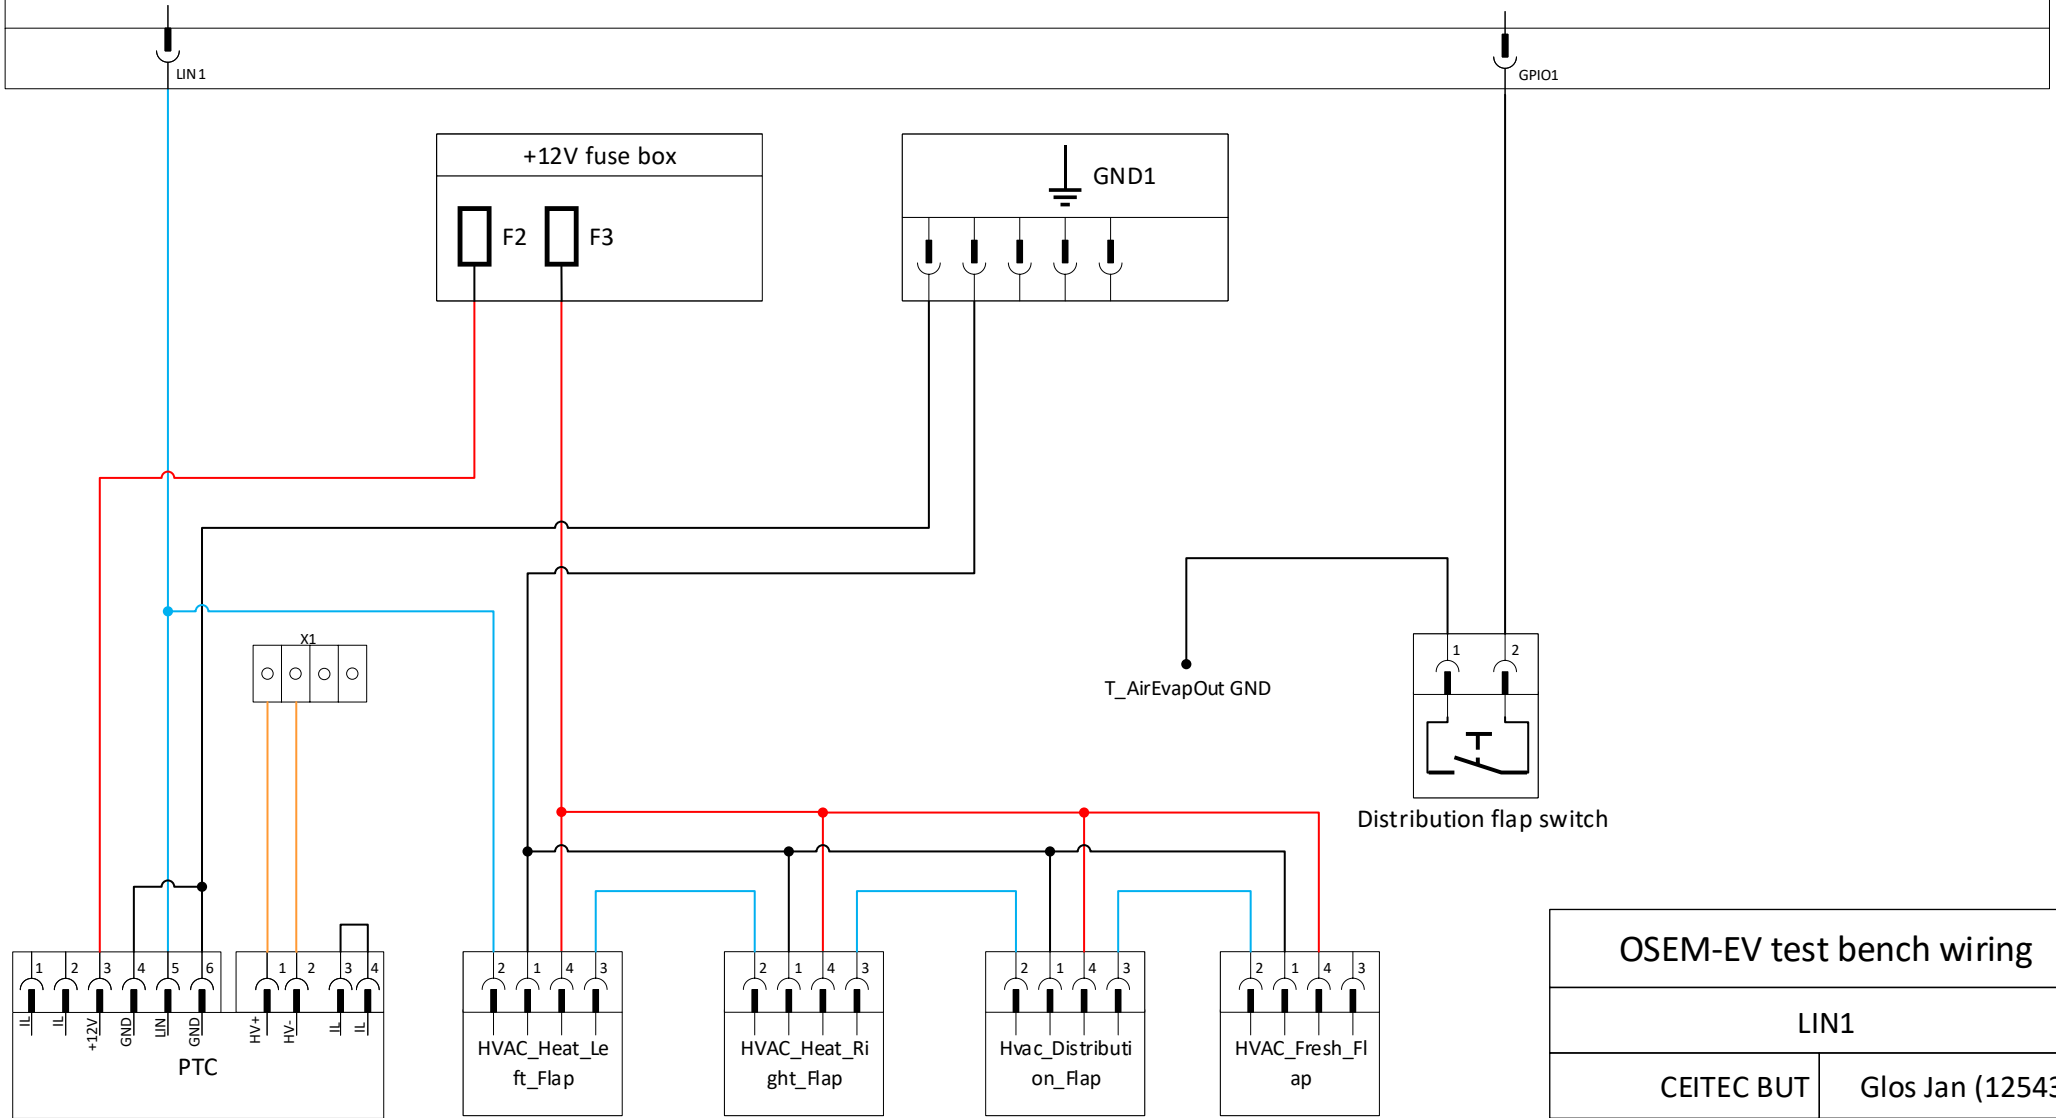 LIN1
GPIO1
+12V fuse box
F2
F3
GND1
X1
T_AirEvapOut GND
1 2
Distribution flap switch
1 2 3 4 5 6
IL IL +12V GND LIN GND
1 2 3 4
HV+ HV- IL IL
PTC
2 1 4 3
HVAC_Heat_Le
ft_Flap
2 1 4 3
HVAC_Heat_Ri
ght_Flap
2 1 4 3
Hvac_Distributi
on_Flap
2 1 4 3
HVAC_Fresh_Fl
ap
OSEM-EV test bench wiring
LIN1
CEITEC BUT
Glos Jan (12543